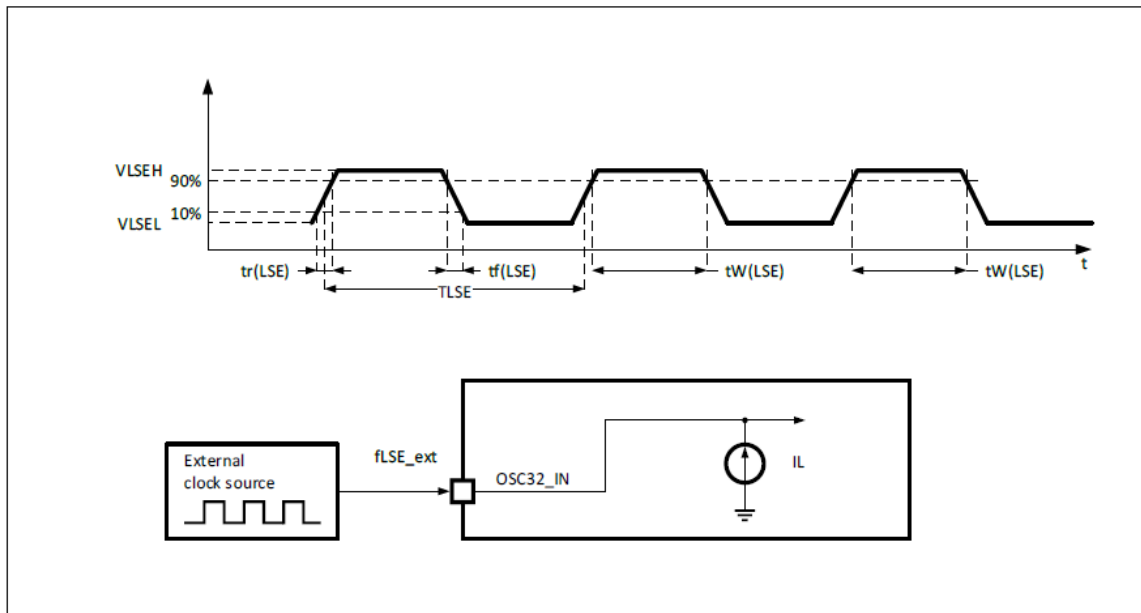 VLSEH
90%
10%
VLSEL
tr(LSE)
tf(LSE)
tW(LSE)
tW(LSE)
t
TLSE
External
clock source
fLSE_ext
OSC32_IN
IL